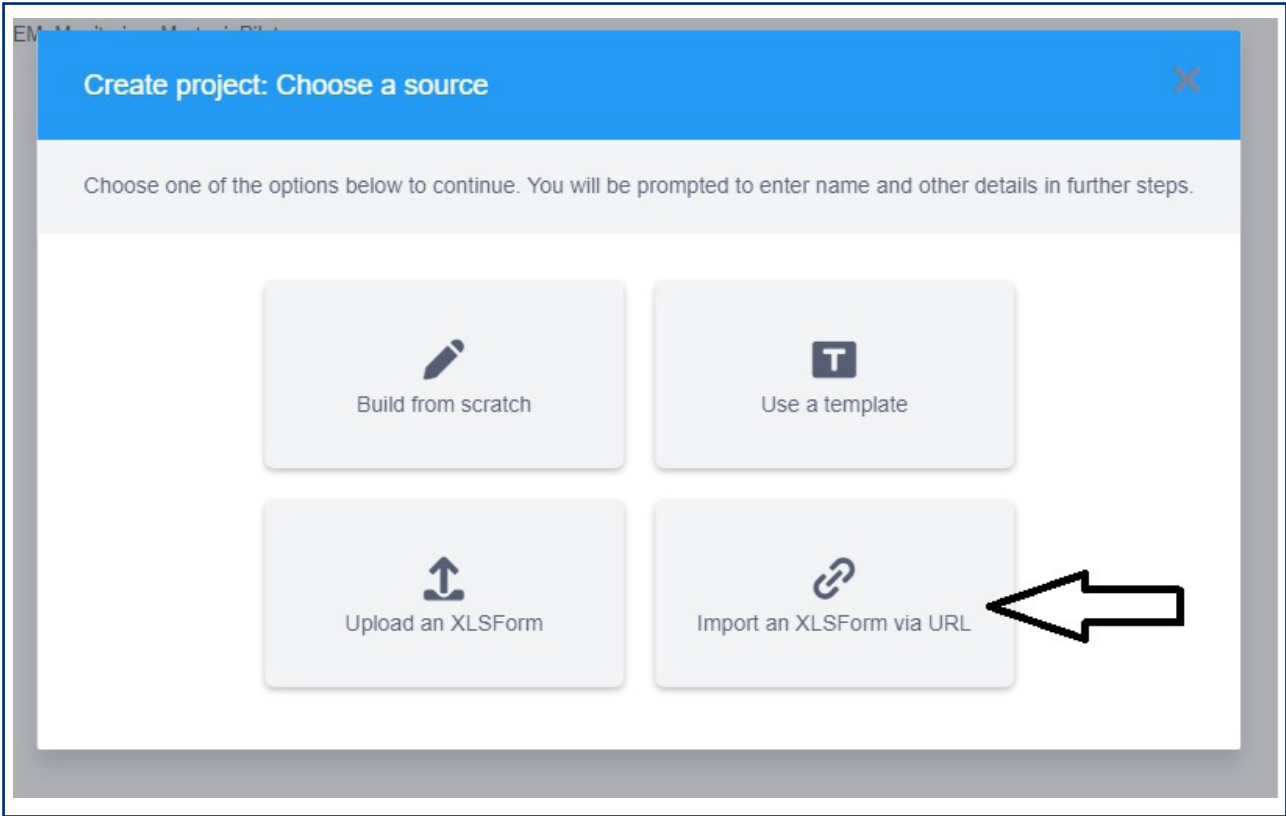 Create project: Choose a source
Choose one of the options below to continue. You will be prompted to enter name and other details in further steps.
Build from scratch
Use a template
Upload an XLSForm
Import an XLSForm via URL